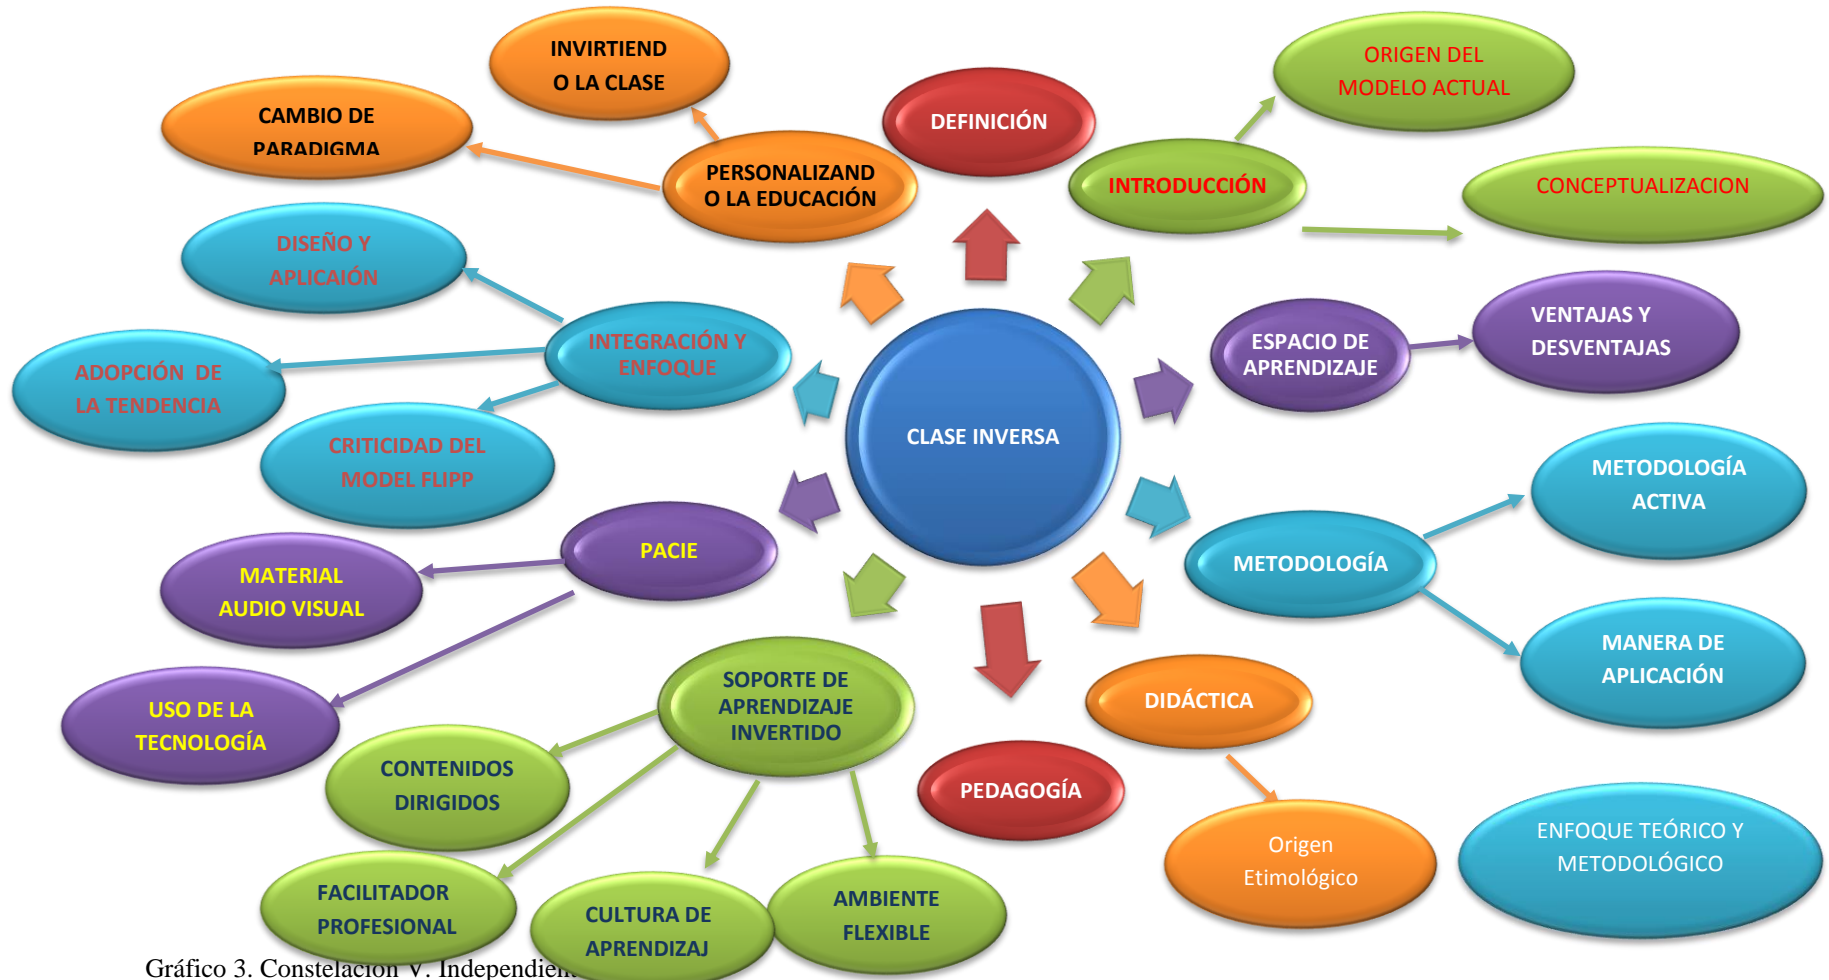 INVIRTIEND
O LA CLASE
ORIGEN DEL
MODELO ACTUAL
CAMBIO DE
PARADIGMA
DEFINICIÓN
PERSONALIZAND
O LA EDUCACIÓN
INTRODUCCIÓN
CONCEPTUALIZACION
DISEÑO Y
APLICAIÓN
INTEGRACIÓN Y
ENFOQUE
ESPACIO DE
APRENDIZAJE
VENTAJAS Y
DESVENTAJAS
ADOPCIÓN DE
LA TENDENCIA
CRITICIDAD DEL
MODEL FLIPP
CLASE INVERSA
METODOLOGÍA
ACTIVA
PACIE
METODOLOGÍA
MATERIAL
AUDIO VISUAL
MANERA DE
APLICACIÓN
USO DE LA
TECNOLOGÍA
SOPORTE DE
APRENDIZAJE
INVERTIDO
DIDÁCTICA
CONTENIDOS
DIRIGIDOS
PEDAGOGÍA
Origen
Etimológico
ENFOQUE TEÓRICO Y
METODOLÓGICO
FACILITADOR
PROFESIONAL
CULTURA DE
APRENDIZAJ
AMBIENTE
FLEXIBLE
Gráfico 3. Constelación V.